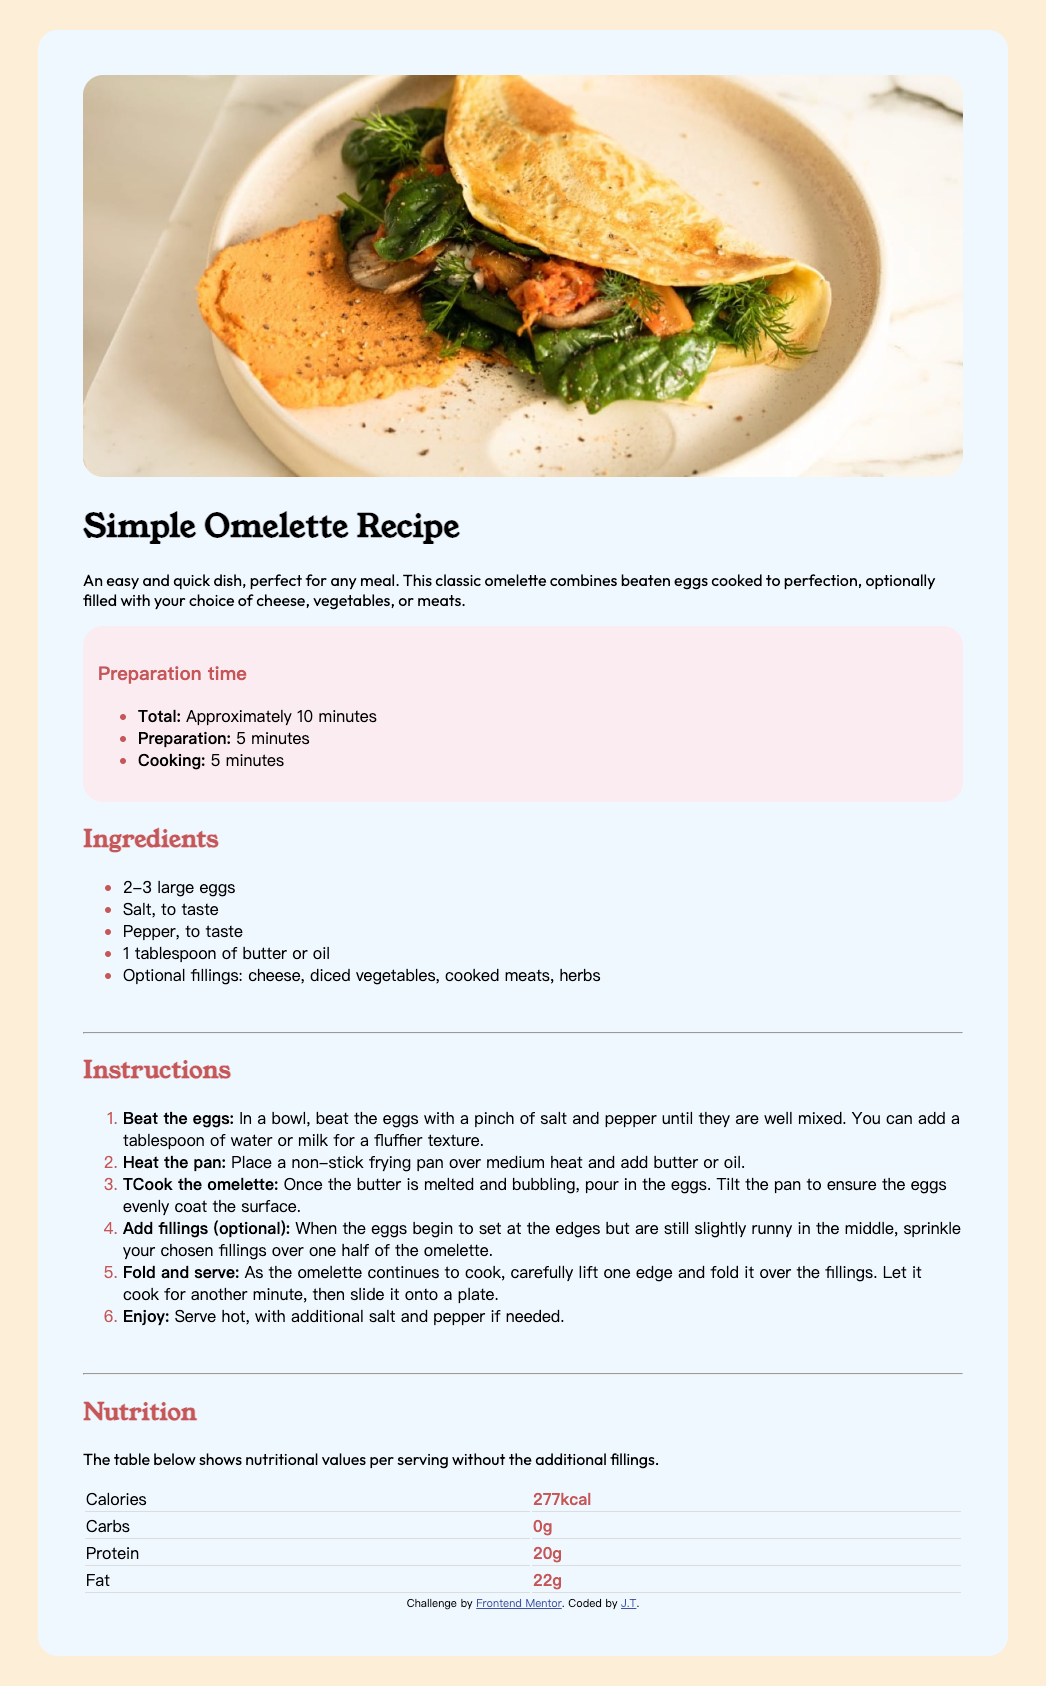 Simple Omelette Recipe
An easy and quick dish, perfect for any meal. This classic omelette combines beaten eggs cooked to perfection, optionally
filled with your choice of cheese, vegetables, or meats.
Preparation time
• Total: Approximately 10 minutes
• Preparation: 5 minutes
• Cooking: 5 minutes
Ingredients
• 2–3 large eggs
• Salt, to taste
• Pepper, to taste
• 1 tablespoon of butter or oil
• Optional fillings: cheese, diced vegetables, cooked meats, herbs
Instructions
1. Beat the eggs: In a bowl, beat the eggs with a pinch of salt and pepper until they are well mixed. You can add a
tablespoon of water or milk for a fluffier texture.
2. Heat the pan: Place a non-stick frying pan over medium heat and add butter or oil.
3. TCook the omelette: Once the butter is melted and bubbling, pour in the eggs. Tilt the pan to ensure the eggs
evenly coat the surface.
4. Add fillings (optional): When the eggs begin to set at the edges but are still slightly runny in the middle, sprinkle
your chosen fillings over one half of the omelette.
5. Fold and serve: As the omelette continues to cook, carefully lift one edge and fold it over the fillings. Let it
cook for another minute, then slide it onto a plate.
6. Enjoy: Serve hot, with additional salt and pepper if needed.
Nutrition
The table below shows nutritional values per serving without the additional fillings.
Calories 277kcal
Carbs 0g
Protein 20g
Fat 22g
Challenge by Frontend Mentor. Coded by J.T.